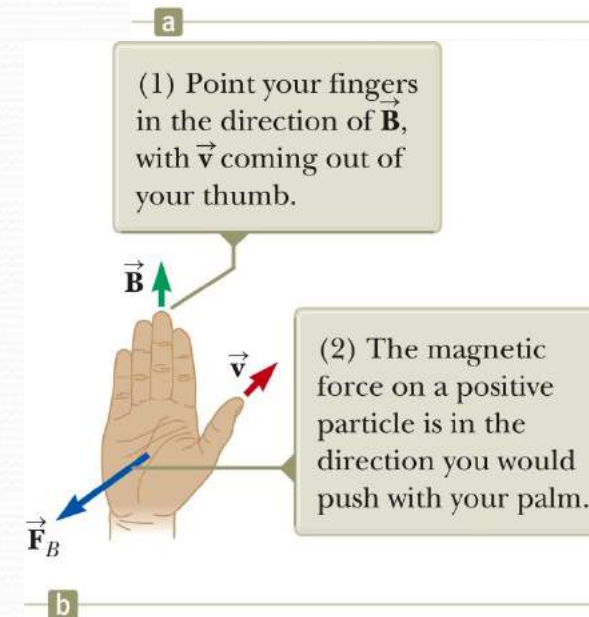 a
(1) Point your fingers
in the direction of B⃗,
with v⃗ coming out of
your thumb.
B⃗
v⃗
(2) The magnetic
force on a positive
particle is in the
direction you would
push with your palm.
F⃗B
b